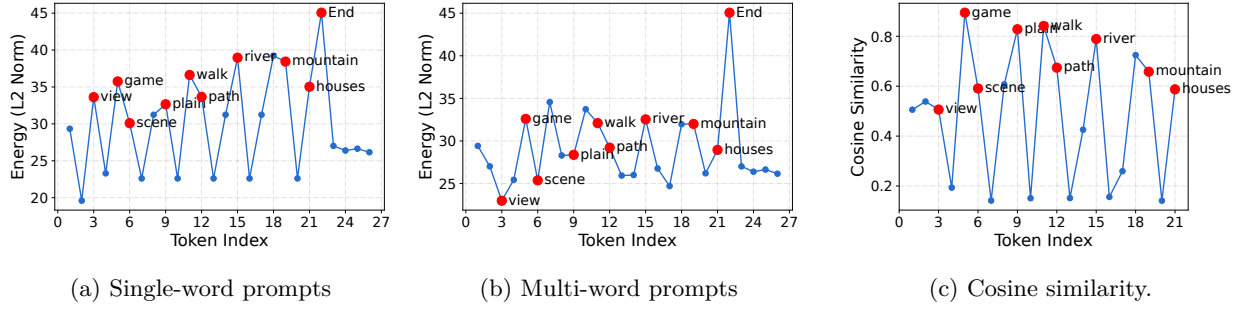 Energy (L2 Norm)
45
40
35
30
25
20
view
game
scene
plain
walk
path
river
mountain
houses
End
0
3
6
9
12
15
18
21
24
27
Token Index
(a) Single-word prompts
Energy (L2 Norm)
45
40
35
30
25
view
game
scene
plain
walk
path
river
mountain
houses
End
0
3
6
9
12
15
18
21
24
27
Token Index
(b) Multi-word prompts
Cosine Similarity
0.8
0.6
0.4
0.2
view
game
scene
plain
walk
path
river
mountain
houses
0
3
6
9
12
15
18
21
Token Index
(c) Cosine similarity.